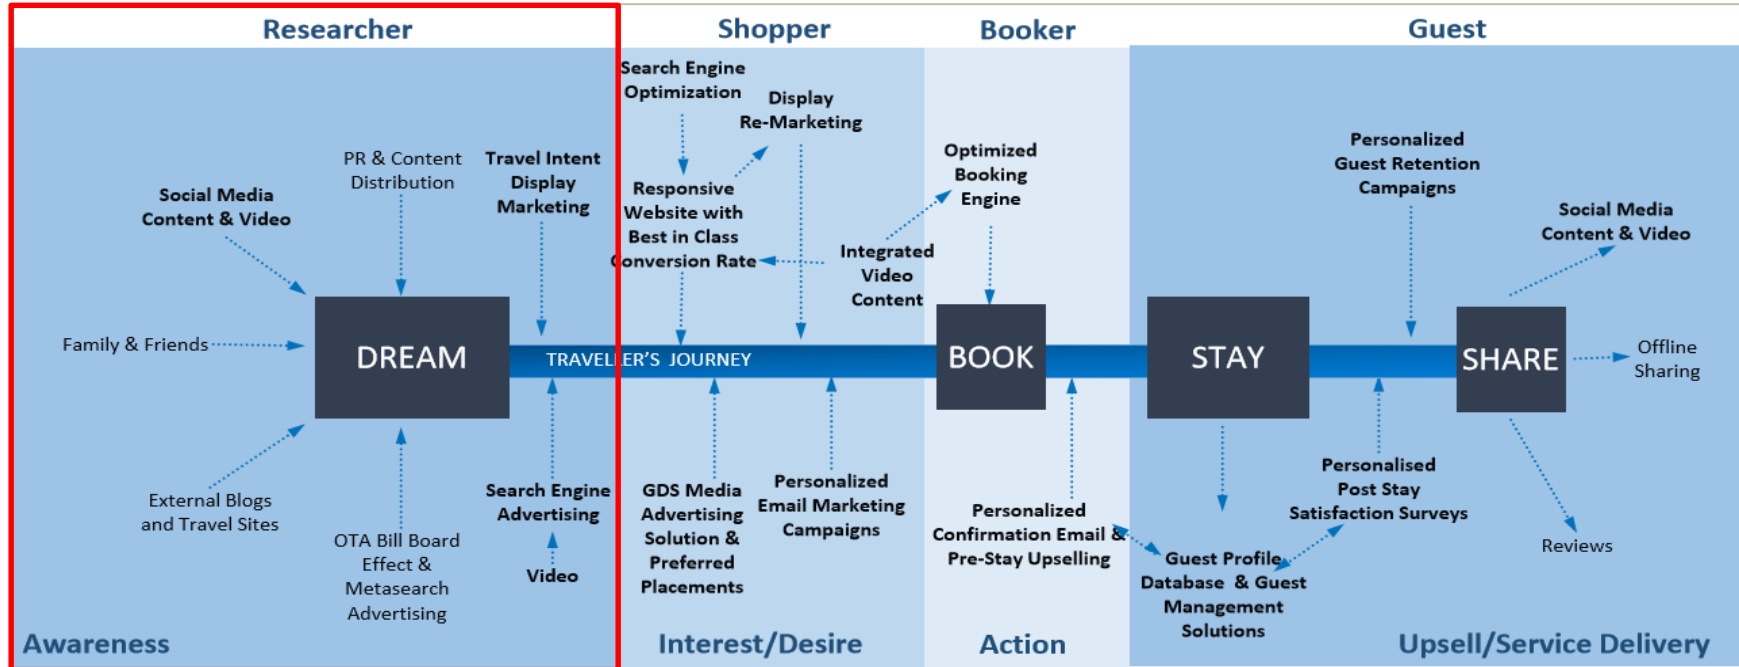 Researcher
Shopper
Booker
Guest
Social Media
Content & Video
PR & Content
Distribution
Travel Intent
Display
Marketing
Family & Friends
DREAM
TRAVELLER'S JOURNEY
External Blogs
and Travel Sites
OTA Bill Board
Effect &
Metasearch
Advertising
Search Engine
Advertising
Video
Awareness
Search Engine
Optimization
Display
Re-Marketing
Responsive
Website with
Best in Class
Conversion Rate
Integrated
Video
Content
GDS Media
Advertising
Solution &
Preferred
Placements
Personalized
Email Marketing
Campaigns
Interest/Desire
Optimized
Booking
Engine
BOOK
Personalized
Confirmation Email &
Pre-Stay Upselling
Action
STAY
Guest Profile
Database & Guest
Management
Solutions
Personalized
Guest Retention
Campaigns
Personalised
Post Stay
Satisfaction Surveys
SHARE
Social Media
Content & Video
Offline
Sharing
Reviews
Upsell/Service Delivery